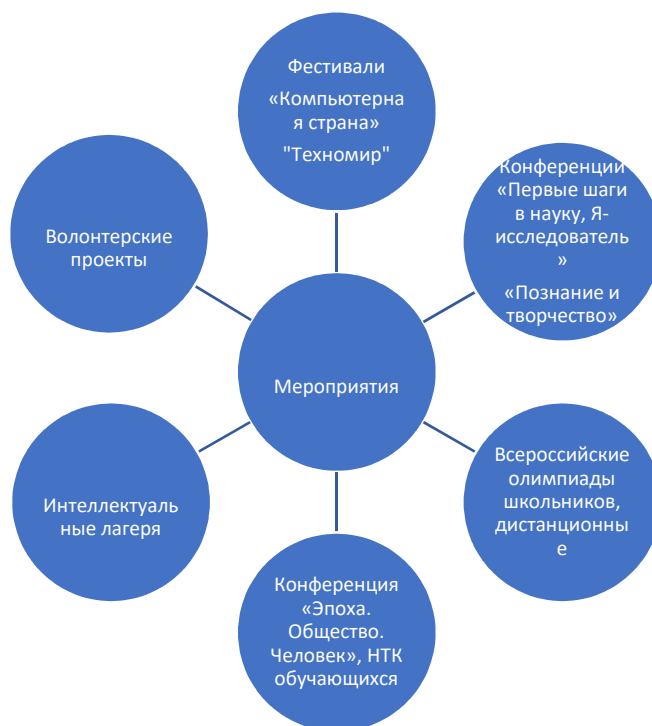 Фестивали
«Компьютерна
я страна»
"Техномир"
Конференции
«Первые шаги
в науку, Я-
исследователь
»
«Познание и
творчество»
Волонтерские
проекты
Мероприятия
Всероссийские
олимпиады
школьников,
дистанционны
е
Интеллектуаль
ные лагеря
Конференция
«Эпоха.
Общество.
Человек», НТК
обучающихся